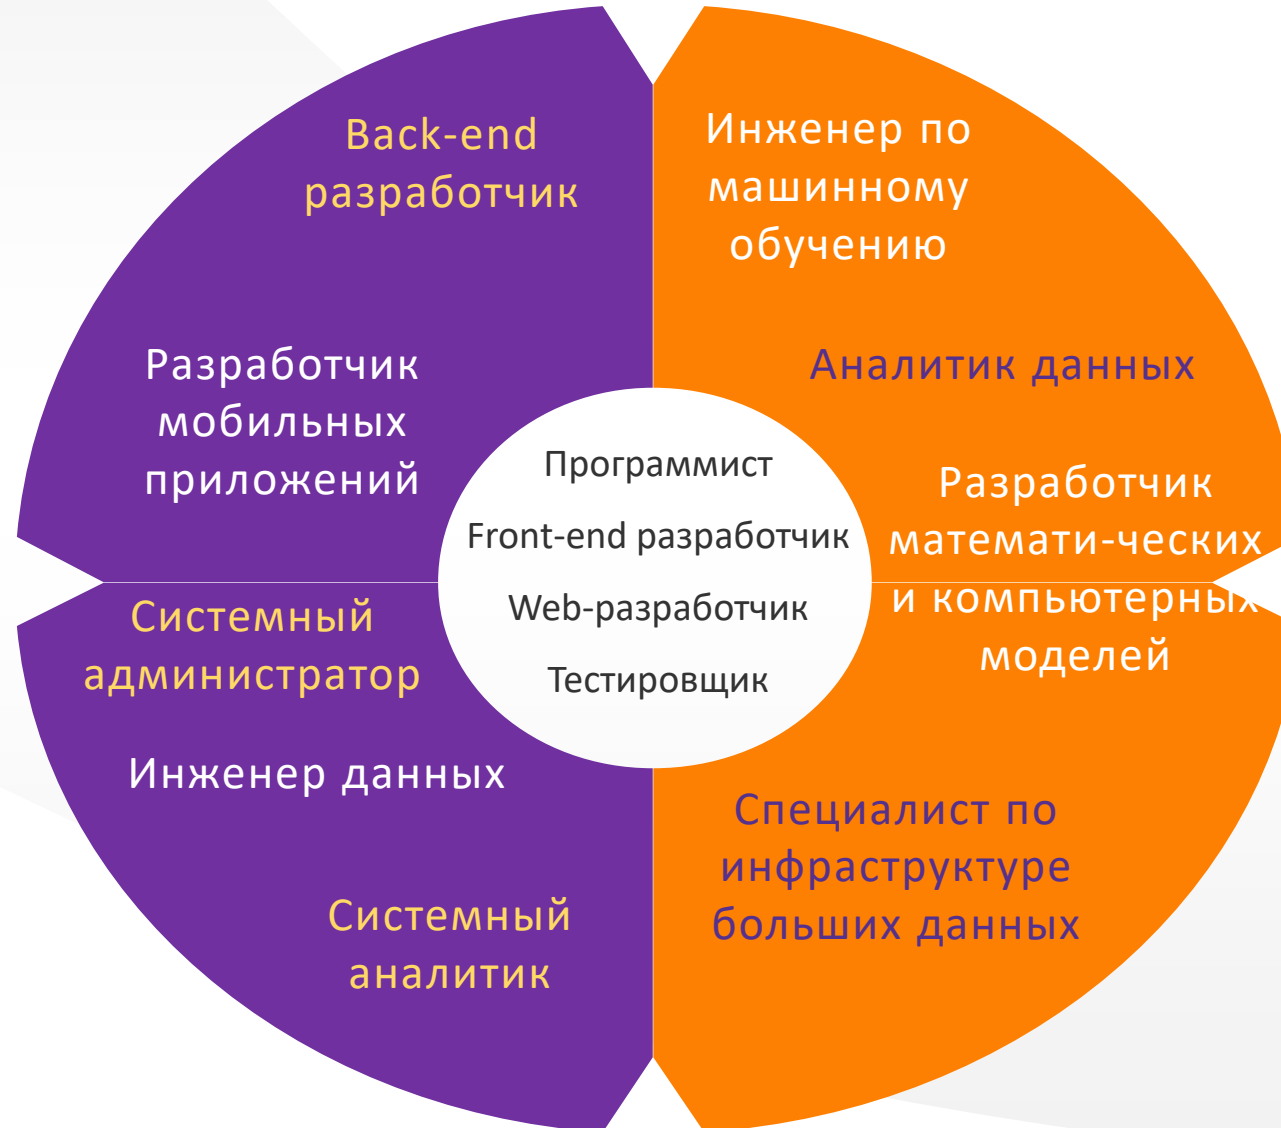 Back-end
разработчик
Разработчик
мобильных
приложений
Системный
администратор
Инженер данных
Системный
аналитик
Программист
Front-end разработчик
Web-разработчик
Тестировщик
Инженер по
машинному
обучению
Аналитик данных
Разработчик
математи-ческих
и компьютерных
моделей
Специалист по
инфраструктуре
больших данных